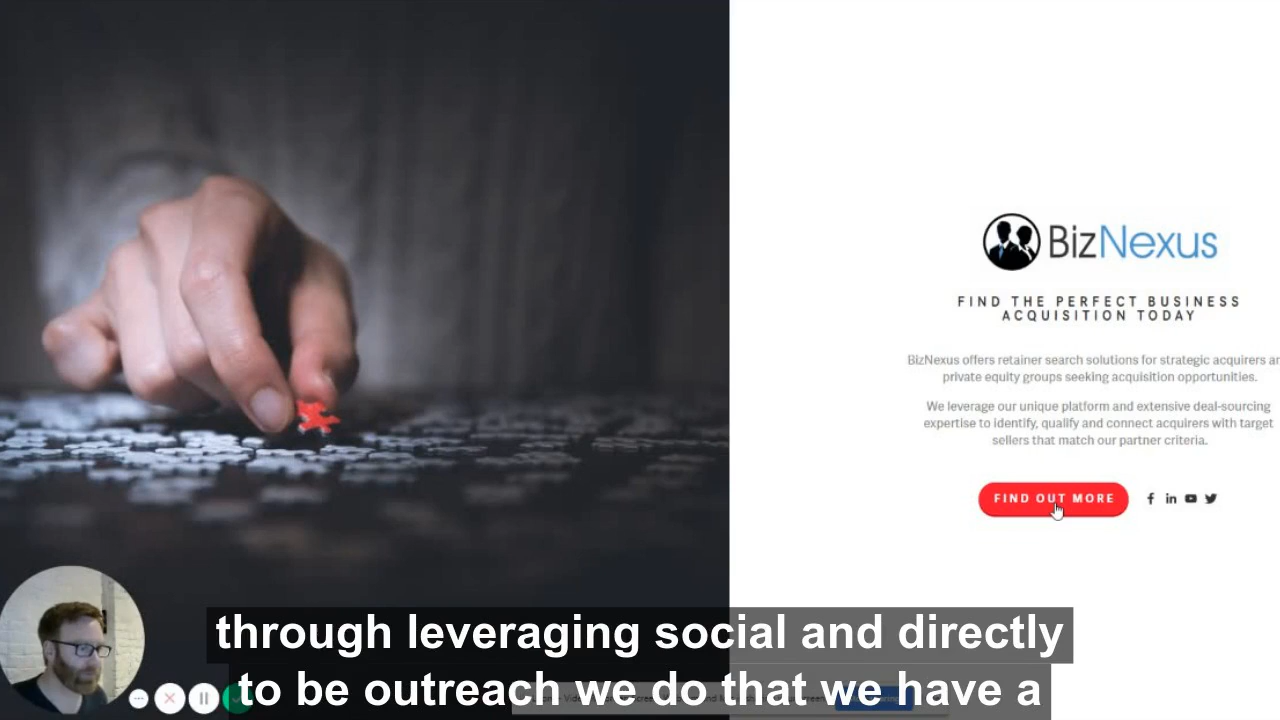 BizNexus
FIND THE PERFECT BUSINESS
ACQUISITION TODAY
BizNexus offers retainer search solutions for strategic acquirers
private equity groups seeking acquisition opportunities.
We leverage our unique platform and extensive deal-sourcing
expertise to identify, qualify and connect acquirers with target
sellers that match our partner criteria.
FIND OUT MORE
through leveraging social and directly
to be outreach we do that we have a